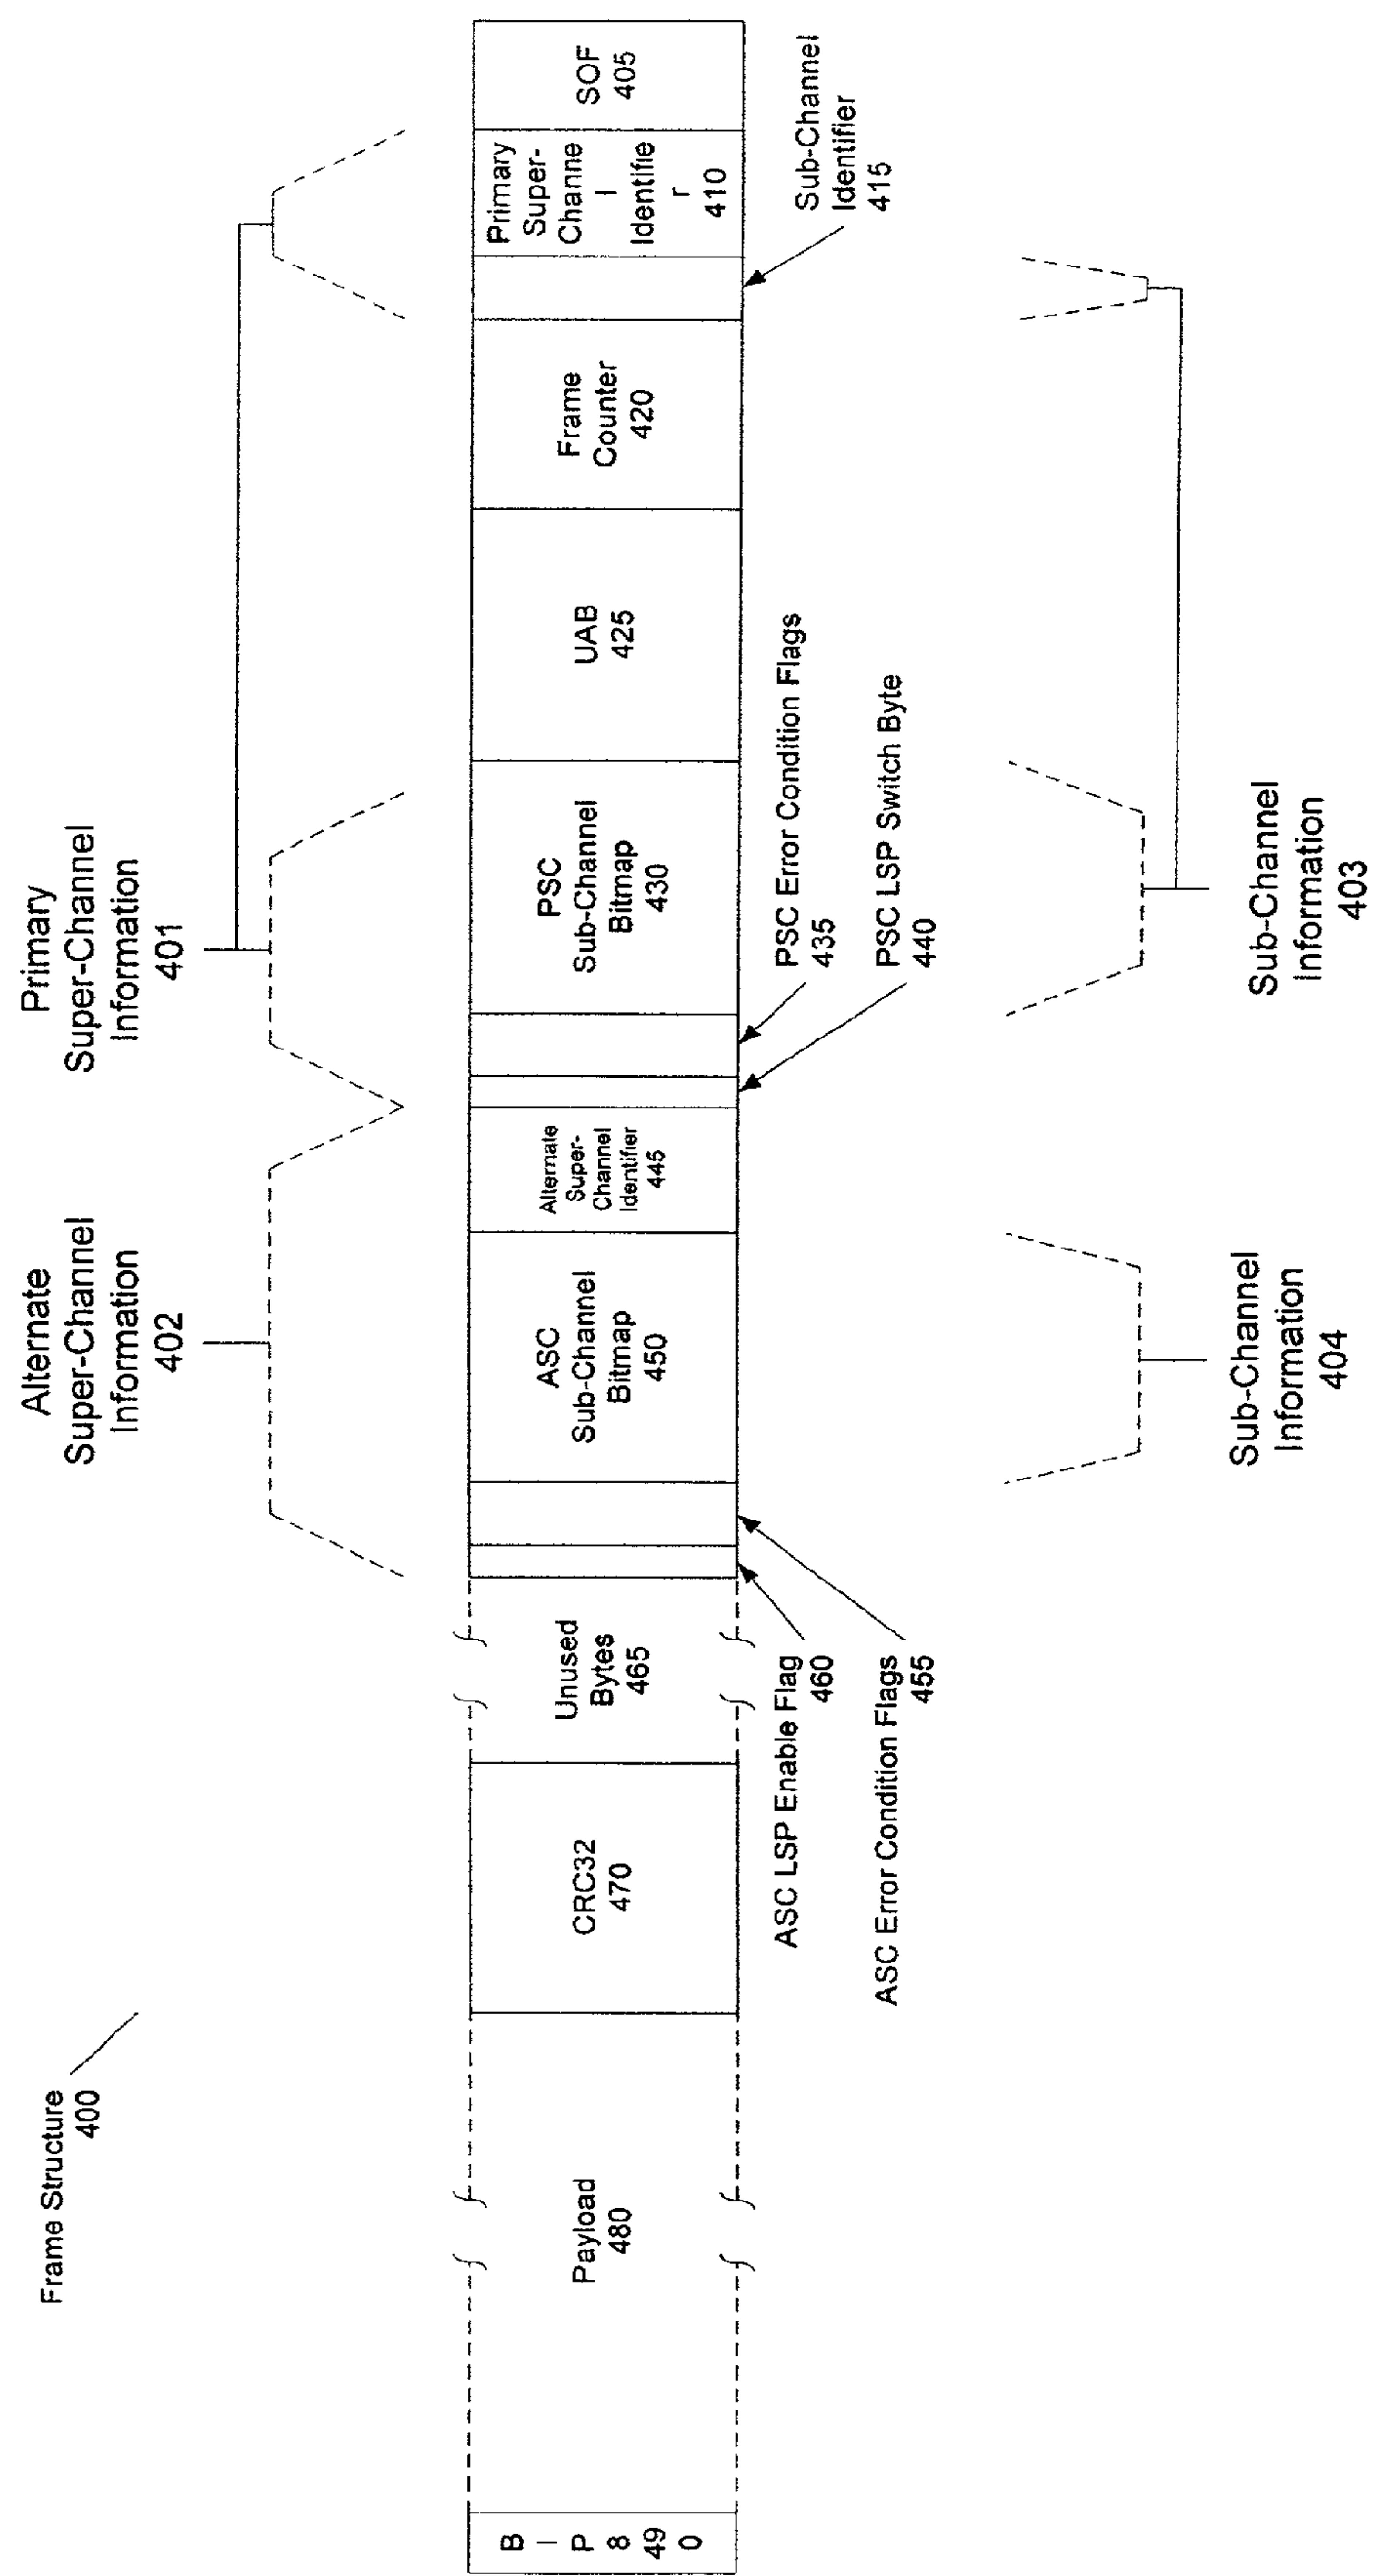 Frame Structure
400
Alternate
Super-Channel
Information
402
Primary
Super-Channel
Information
401
B
I
P
8
49
0
Payload
480
CRC32
470
Unused
Bytes
465
ASC
Sub-Channel
Bitmap
450
Alternate
Super-
Channel
Identifier
445
PSC
Sub-Channel
Bitmap
430
UAB
425
Frame
Counter
420
Primary
Super-
Channe
l
Identifie
r
410
SOF
405
ASC LSP Enable Flag
460
ASC Error Condition Flags
455
PSC Error Condition Flags
435
PSC LSP Switch Byte
440
Sub-Channel
Identifier
415
Sub-Channel
Information
404
Sub-Channel
Information
403